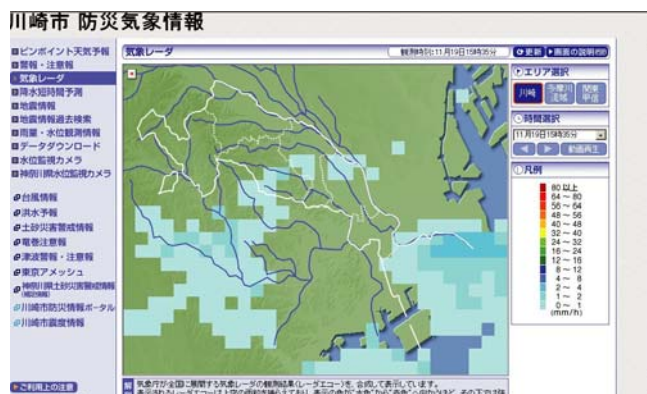 川崎市 防災気象情報
ピンポイント天気予報
警報・注意報
気象レーダ
降水短時間予測
地震情報
地震情報過去検索
雨量・水位観測情報
データダウンロード
水位監視カメラ
神奈川県水位監視カメラ
台風情報
洪水予報
土砂災害警戒情報
竜巻注意報
津波警報・注意報
東京アメッシュ
神奈川県土砂災害警戒情報
(補足情報)
川崎市防災情報ポータル
川崎市震度情報
ご利用上の注意
気象レーダ
観測時刻:11月19日15時35分
更新
画面の説明
エリア選択
川崎
多摩川
流域
関東
甲信
時間選択
11月19日15時35分
動画再生
凡例
80 以上
64 ~ 80
56 ~ 64
48 ~ 56
40 ~ 48
32 ~ 40
24 ~ 32
16 ~ 24
12 ~ 16
8 ~ 12
4 ~ 8
2 ~ 4
1 ~ 2
0 ~ 1
(mm/h)
気象庁が全国に展開する気象レーダの観測結果(レーダエコー)を、合成して表示しています。